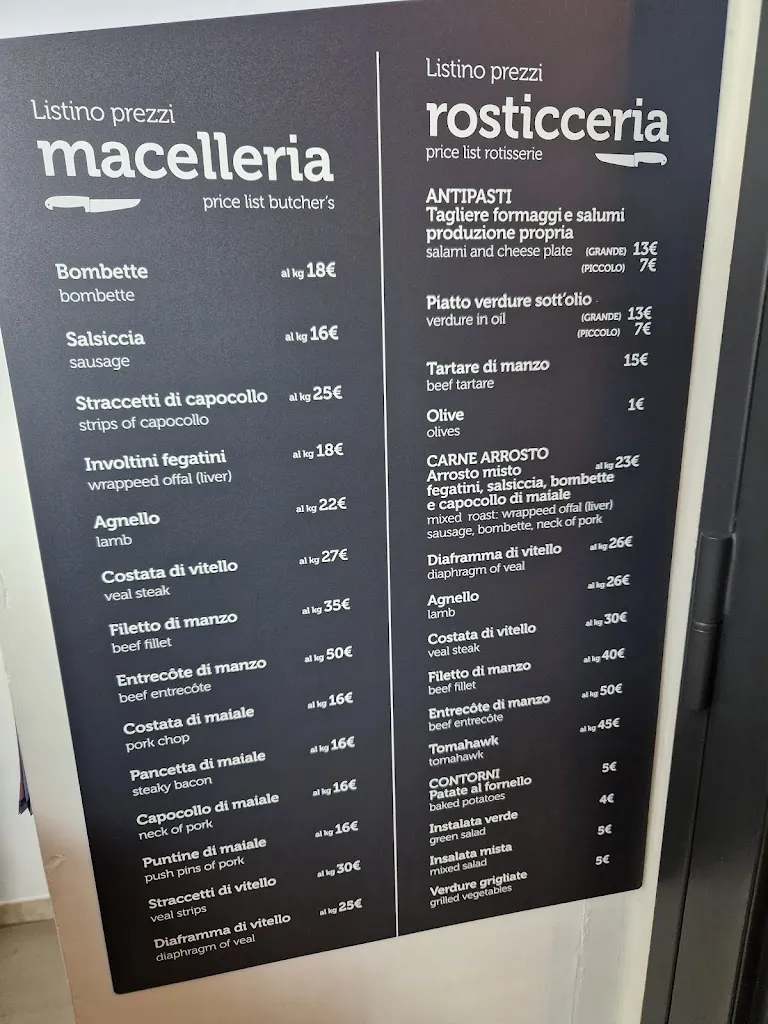 Listino prezzi
macelleria
price list butcher's
Bombette al kg 18€
bombette
Salsiccia al kg 16€
sausage
Straccetti di capocollo al kg 25€
strips of capocollo
Involtini fegatini al kg 18€
wrappeed offal (liver)
Agnello al kg 22€
lamb
Costata di vitello al kg 27€
veal steak
Filetto di manzo al kg 35€
beef fillet
Entrecôte di manzo al kg 50€
beef entrecôte
Costata di maiale al kg 16€
pork chop
Pancetta di maiale al kg 16€
steaky bacon
Capocollo di maiale al kg 16€
neck of pork
Puntine di maiale al kg 16€
push pins of pork
Straccetti di vitello al kg 30€
veal strips
Diaframma di vitello al kg 25€
diaphragm of veal
Listino prezzi
rosticceria
price list rotisserie
ANTIPASTI
Tagliere formaggi e salumi
produzione propria
salami and cheese plate (GRANDE) 13€
(PICCOLO) 7€
Piatto verdure sott'olio
verdure in oil (GRANDE) 13€
(PICCOLO) 7€
Tartare di manzo 15€
beef tartare
Olive 1€
olives
CARNE ARROSTO
Arrosto misto al kg 23€
fegatini, salsiccia, bombette
e capocollo di maiale
mixed roast: wrappeed offal (liver)
sausage, bombette, neck of pork
Diaframma di vitello al kg 26€
diaphragm of veal
Agnello al kg 26€
lamb
Costata di vitello al kg 30€
veal steak
Filetto di manzo al kg 40€
beef fillet
Entrecôte di manzo al kg 50€
beef entrecôte
Tomahawk al kg 45€
tomahawk
CONTORNI
Patate al fornello 5€
baked potatoes
Instalata verde 4€
green salad
Insalata mista 5€
mixed salad
Verdure grigliate 5€
grilled vegetables